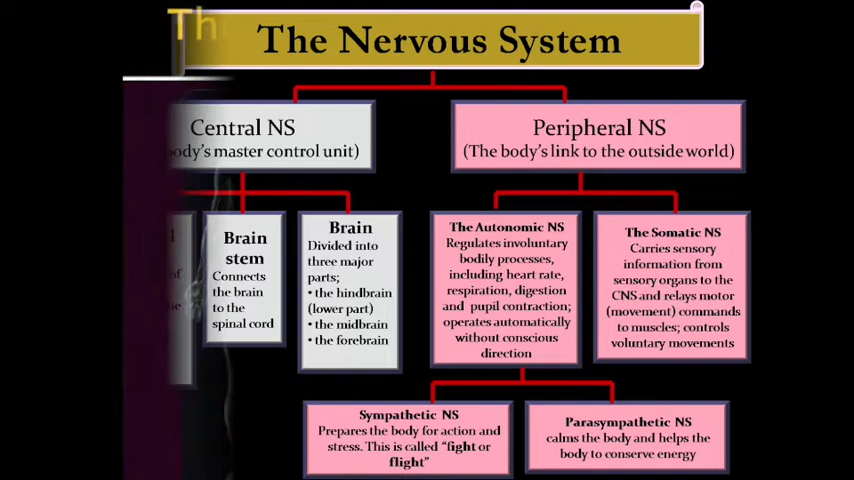 Th
The Nervous System
Central NS
body's master control unit)
Peripheral NS
(The body's link to the outside world)
of
Brain
stem
Connects
the brain
to the
spinal cord
Brain
Divided into
three major
parts;
• the hindbrain
(lower part)
• the midbrain
• the forebrain
The Autonomic NS
Regulates involuntary
bodily processes,
including heart rate,
respiration, digestion
and pupil contraction;
operates automatically
without conscious
direction
The Somatic NS
Carries sensory
information from
sensory organs to the
CNS and relays motor
(movement) commands
to muscles; controls
voluntary movements
Sympathetic NS
Prepares the body for action and
stress. This is called "fight or
flight"
Parasympathetic NS
calms the body and helps the
body to conserve energy